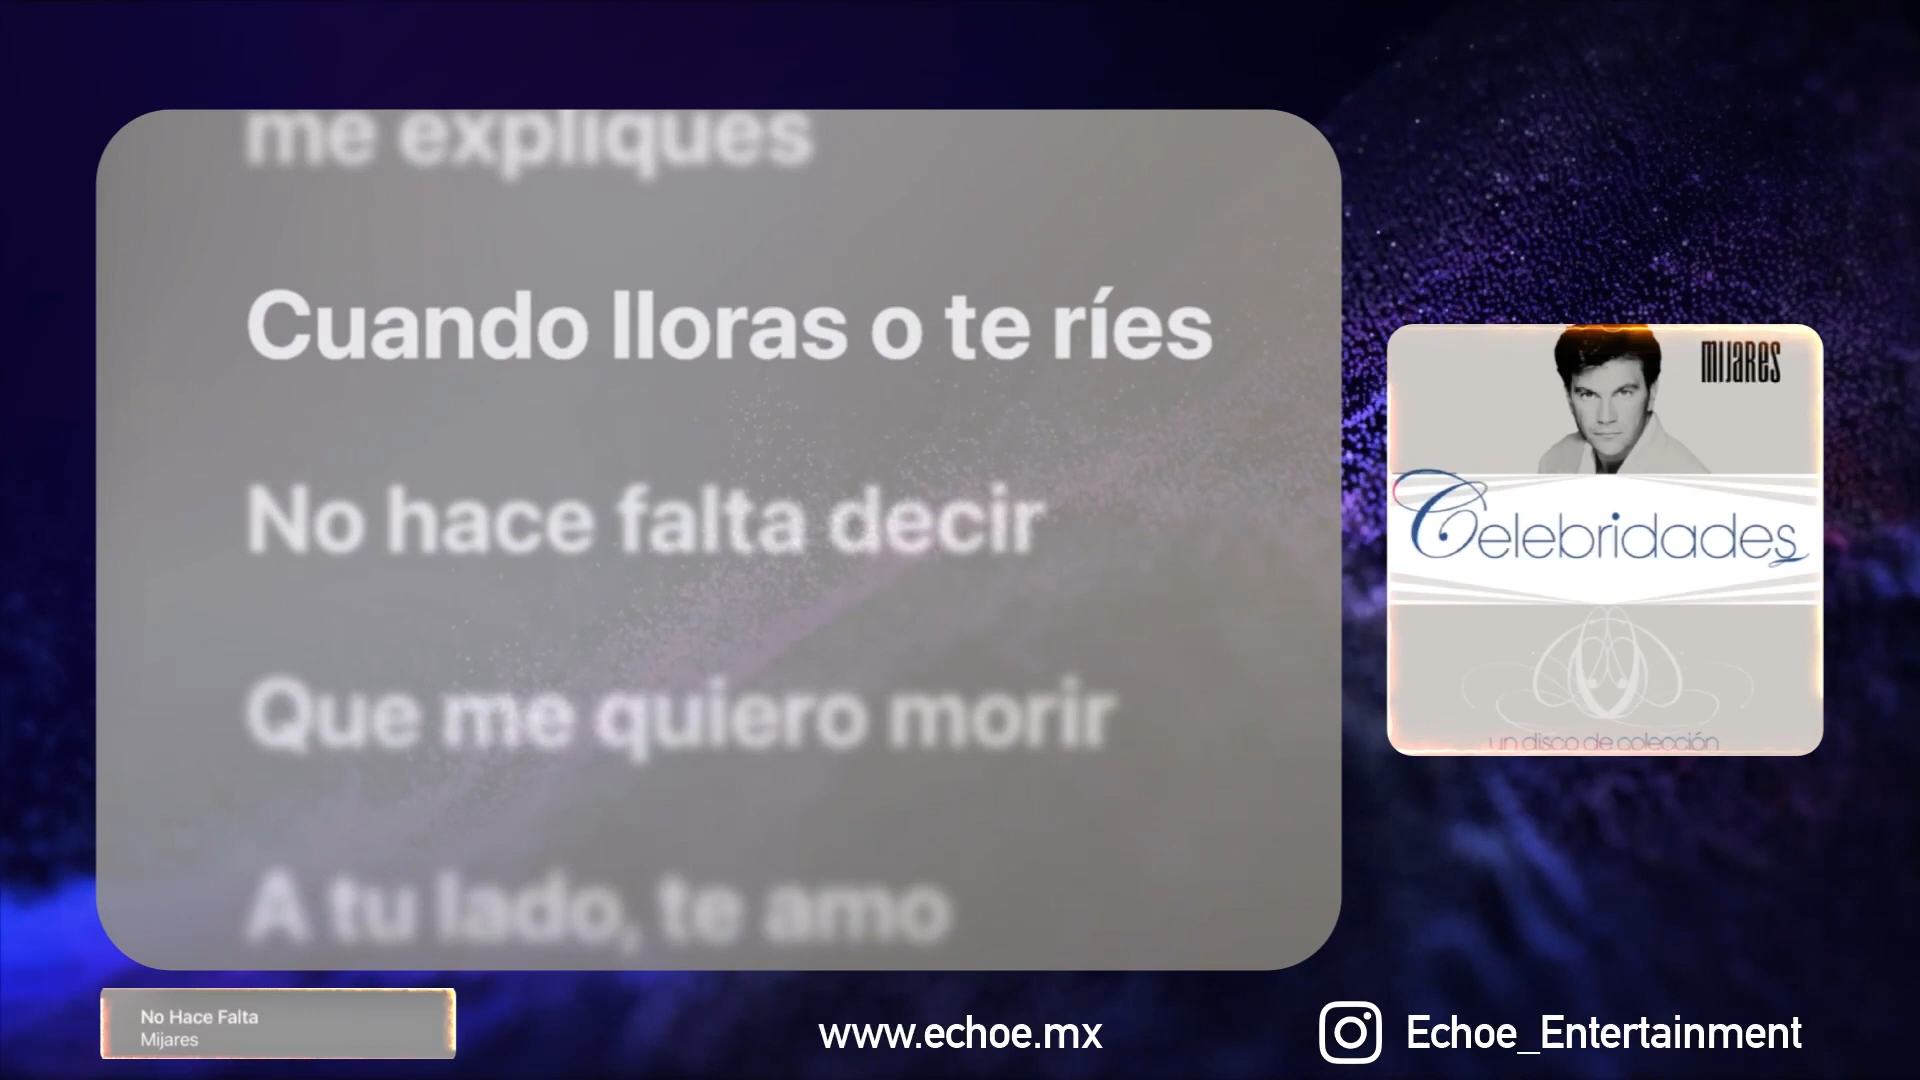 me expliques
Cuando lloras o te ríes
No hace falta decir
Que me quiero morir
A tu lado, te amo
MIJARES
Celebridades
un disco de colección
No Hace Falta
Mijares
www.echoe.mx
Echoe_Entertainment